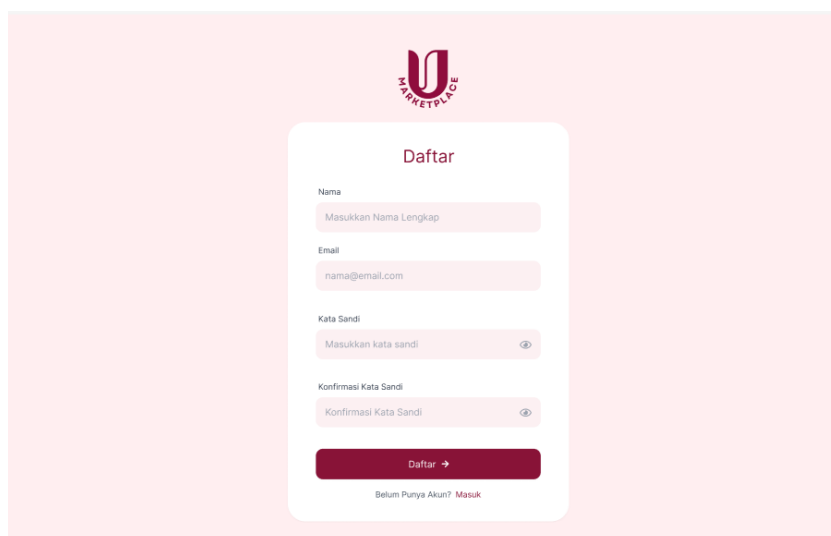 U
MARKETPLACE
Daftar
Nama
Masukkan Nama Lengkap
Email
nama@email.com
Kata Sandi
Masukkan kata sandi
Konfirmasi Kata Sandi
Konfirmasi Kata Sandi
Daftar →
Belum Punya Akun? Masuk